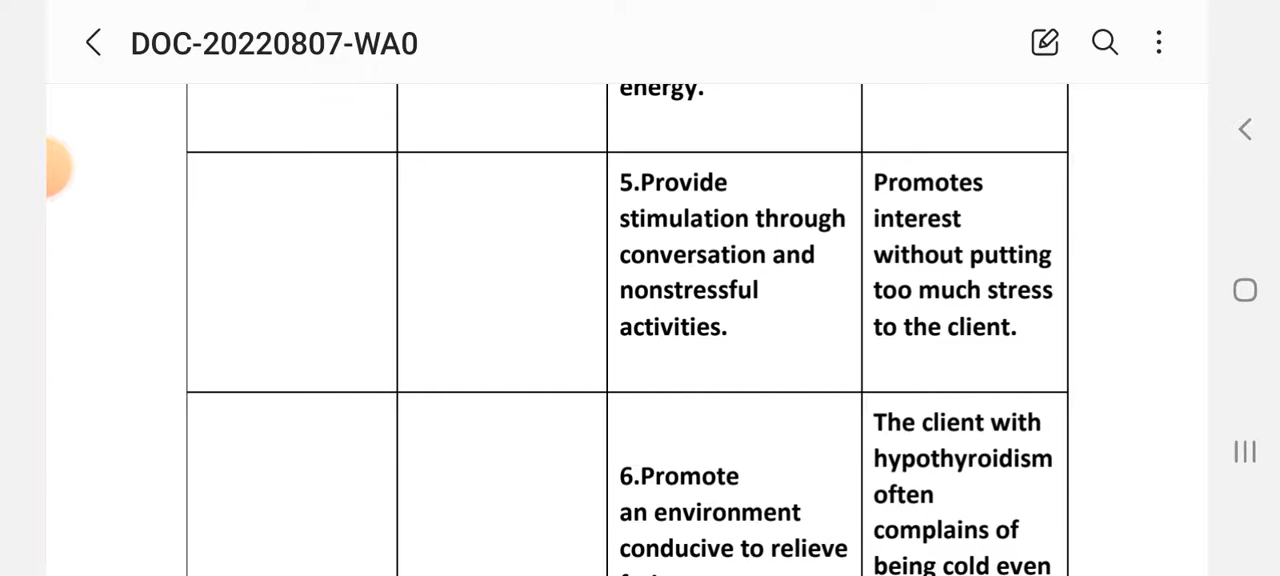 DOC-20220807-WA0
energy.
5.Provide
stimulation through
conversation and
nonstressful
activities.
Promotes
interest
without putting
too much stress
to the client.
6.Promote
an environment
conducive to relieve
The client with
hypothyroidism
often
complains of
being cold even